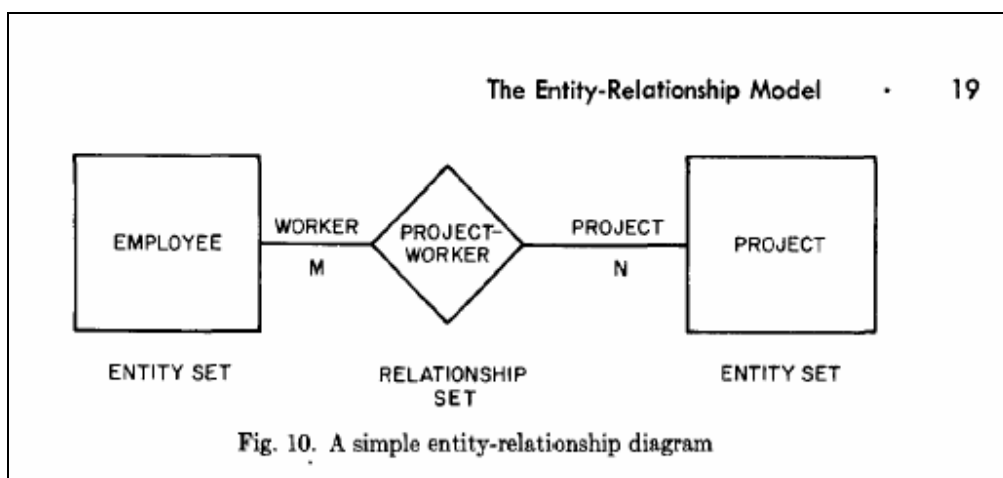 The Entity-Relationship Model · 19
EMPLOYEE
WORKER
M
PROJECT-
WORKER
PROJECT
N
PROJECT
ENTITY SET
RELATIONSHIP
SET
ENTITY SET
Fig. 10. A simple entity-relationship diagram